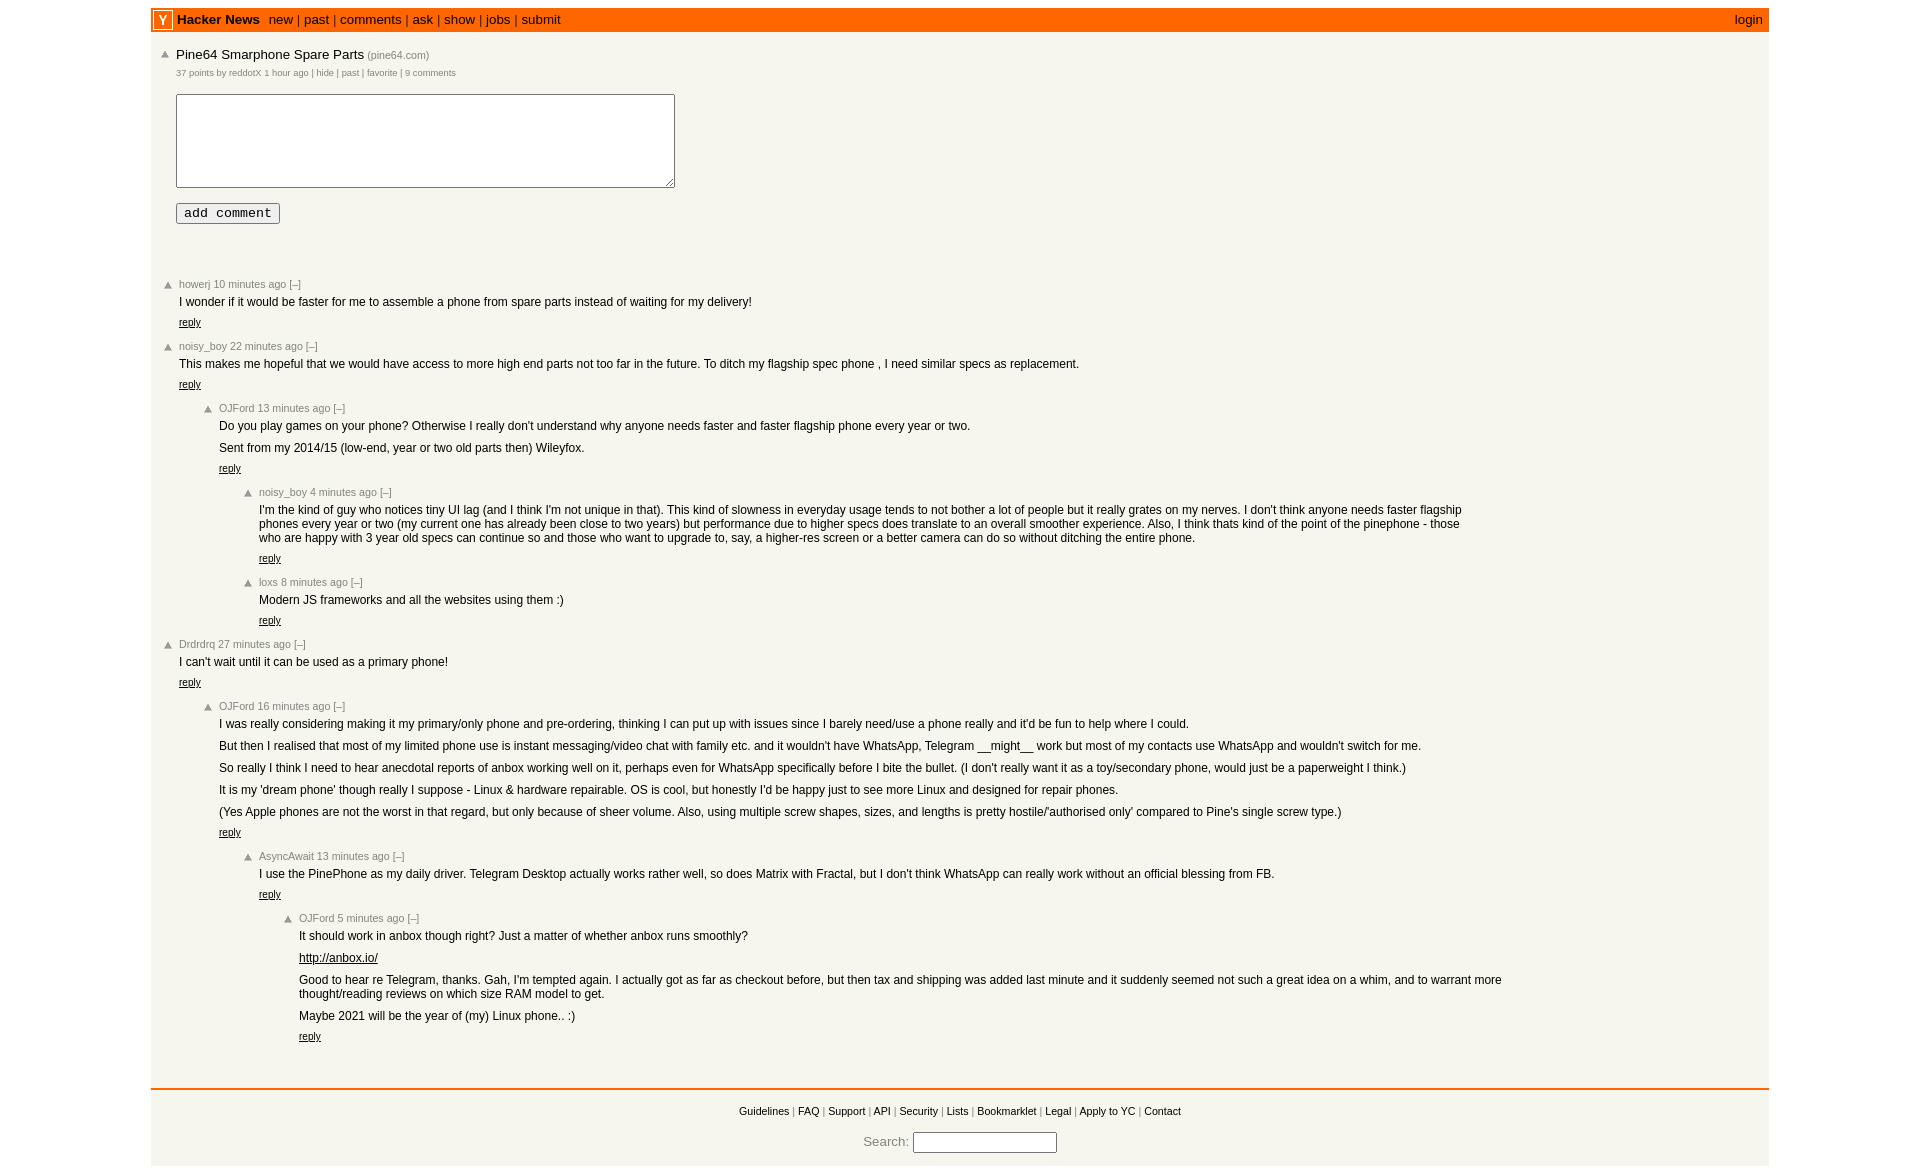 Y Hacker News new | past | comments | ask | show | jobs | submit login
Pine64 Smarphone Spare Parts (pine64.com)
37 points by reddotX 1 hour ago | hide | past | favorite | 9 comments
add comment
howerj 10 minutes ago [–]
I wonder if it would be faster for me to assemble a phone from spare parts instead of waiting for my delivery!
reply
noisy_boy 22 minutes ago [–]
This makes me hopeful that we would have access to more high end parts not too far in the future. To ditch my flagship spec phone , I need similar specs as replacement.
reply
OJFord 13 minutes ago [–]
Do you play games on your phone? Otherwise I really don't understand why anyone needs faster and faster flagship phone every year or two.
Sent from my 2014/15 (low-end, year or two old parts then) Wileyfox.
reply
noisy_boy 4 minutes ago [–]
I'm the kind of guy who notices tiny UI lag (and I think I'm not unique in that). This kind of slowness in everyday usage tends to not bother a lot of people but it really grates on my nerves. I don't think anyone needs faster flagship
phones every year or two (my current one has already been close to two years) but performance due to higher specs does translate to an overall smoother experience. Also, I think thats kind of the point of the pinephone - those
who are happy with 3 year old specs can continue so and those who want to upgrade to, say, a higher-res screen or a better camera can do so without ditching the entire phone.
reply
loxs 8 minutes ago [–]
Modern JS frameworks and all the websites using them :)
reply
Drdrdrq 27 minutes ago [–]
I can't wait until it can be used as a primary phone!
reply
OJFord 16 minutes ago [–]
I was really considering making it my primary/only phone and pre-ordering, thinking I can put up with issues since I barely need/use a phone really and it'd be fun to help where I could.
But then I realised that most of my limited phone use is instant messaging/video chat with family etc. and it wouldn't have WhatsApp, Telegram __might__ work but most of my contacts use WhatsApp and wouldn't switch for me.
So really I think I need to hear anecdotal reports of anbox working well on it, perhaps even for WhatsApp specifically before I bite the bullet. (I don't really want it as a toy/secondary phone, would just be a paperweight I think.)
It is my 'dream phone' though really I suppose - Linux & hardware repairable. OS is cool, but honestly I'd be happy just to see more Linux and designed for repair phones.
(Yes Apple phones are not the worst in that regard, but only because of sheer volume. Also, using multiple screw shapes, sizes, and lengths is pretty hostile/'authorised only' compared to Pine's single screw type.)
reply
AsyncAwait 13 minutes ago [–]
I use the PinePhone as my daily driver. Telegram Desktop actually works rather well, so does Matrix with Fractal, but I don't think WhatsApp can really work without an official blessing from FB.
reply
OJFord 5 minutes ago [–]
It should work in anbox though right? Just a matter of whether anbox runs smoothly?
http://anbox.io/
Good to hear re Telegram, thanks. Gah, I'm tempted again. I actually got as far as checkout before, but then tax and shipping was added last minute and it suddenly seemed not such a great idea on a whim, and to warrant more
thought/reading reviews on which size RAM model to get.
Maybe 2021 will be the year of (my) Linux phone.. :)
reply
Guidelines | FAQ | Support | API | Security | Lists | Bookmarklet | Legal | Apply to YC | Contact
Search: